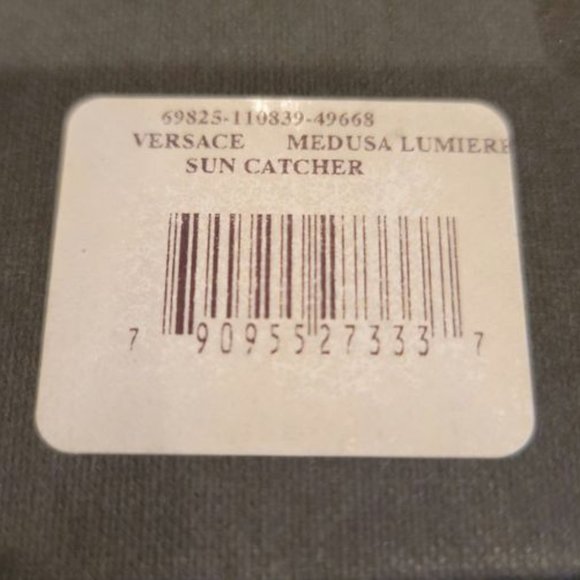 69825-110839-49668
VERSACE MEDUSA LUMIERE
SUN CATCHER
7 90955 27333 7